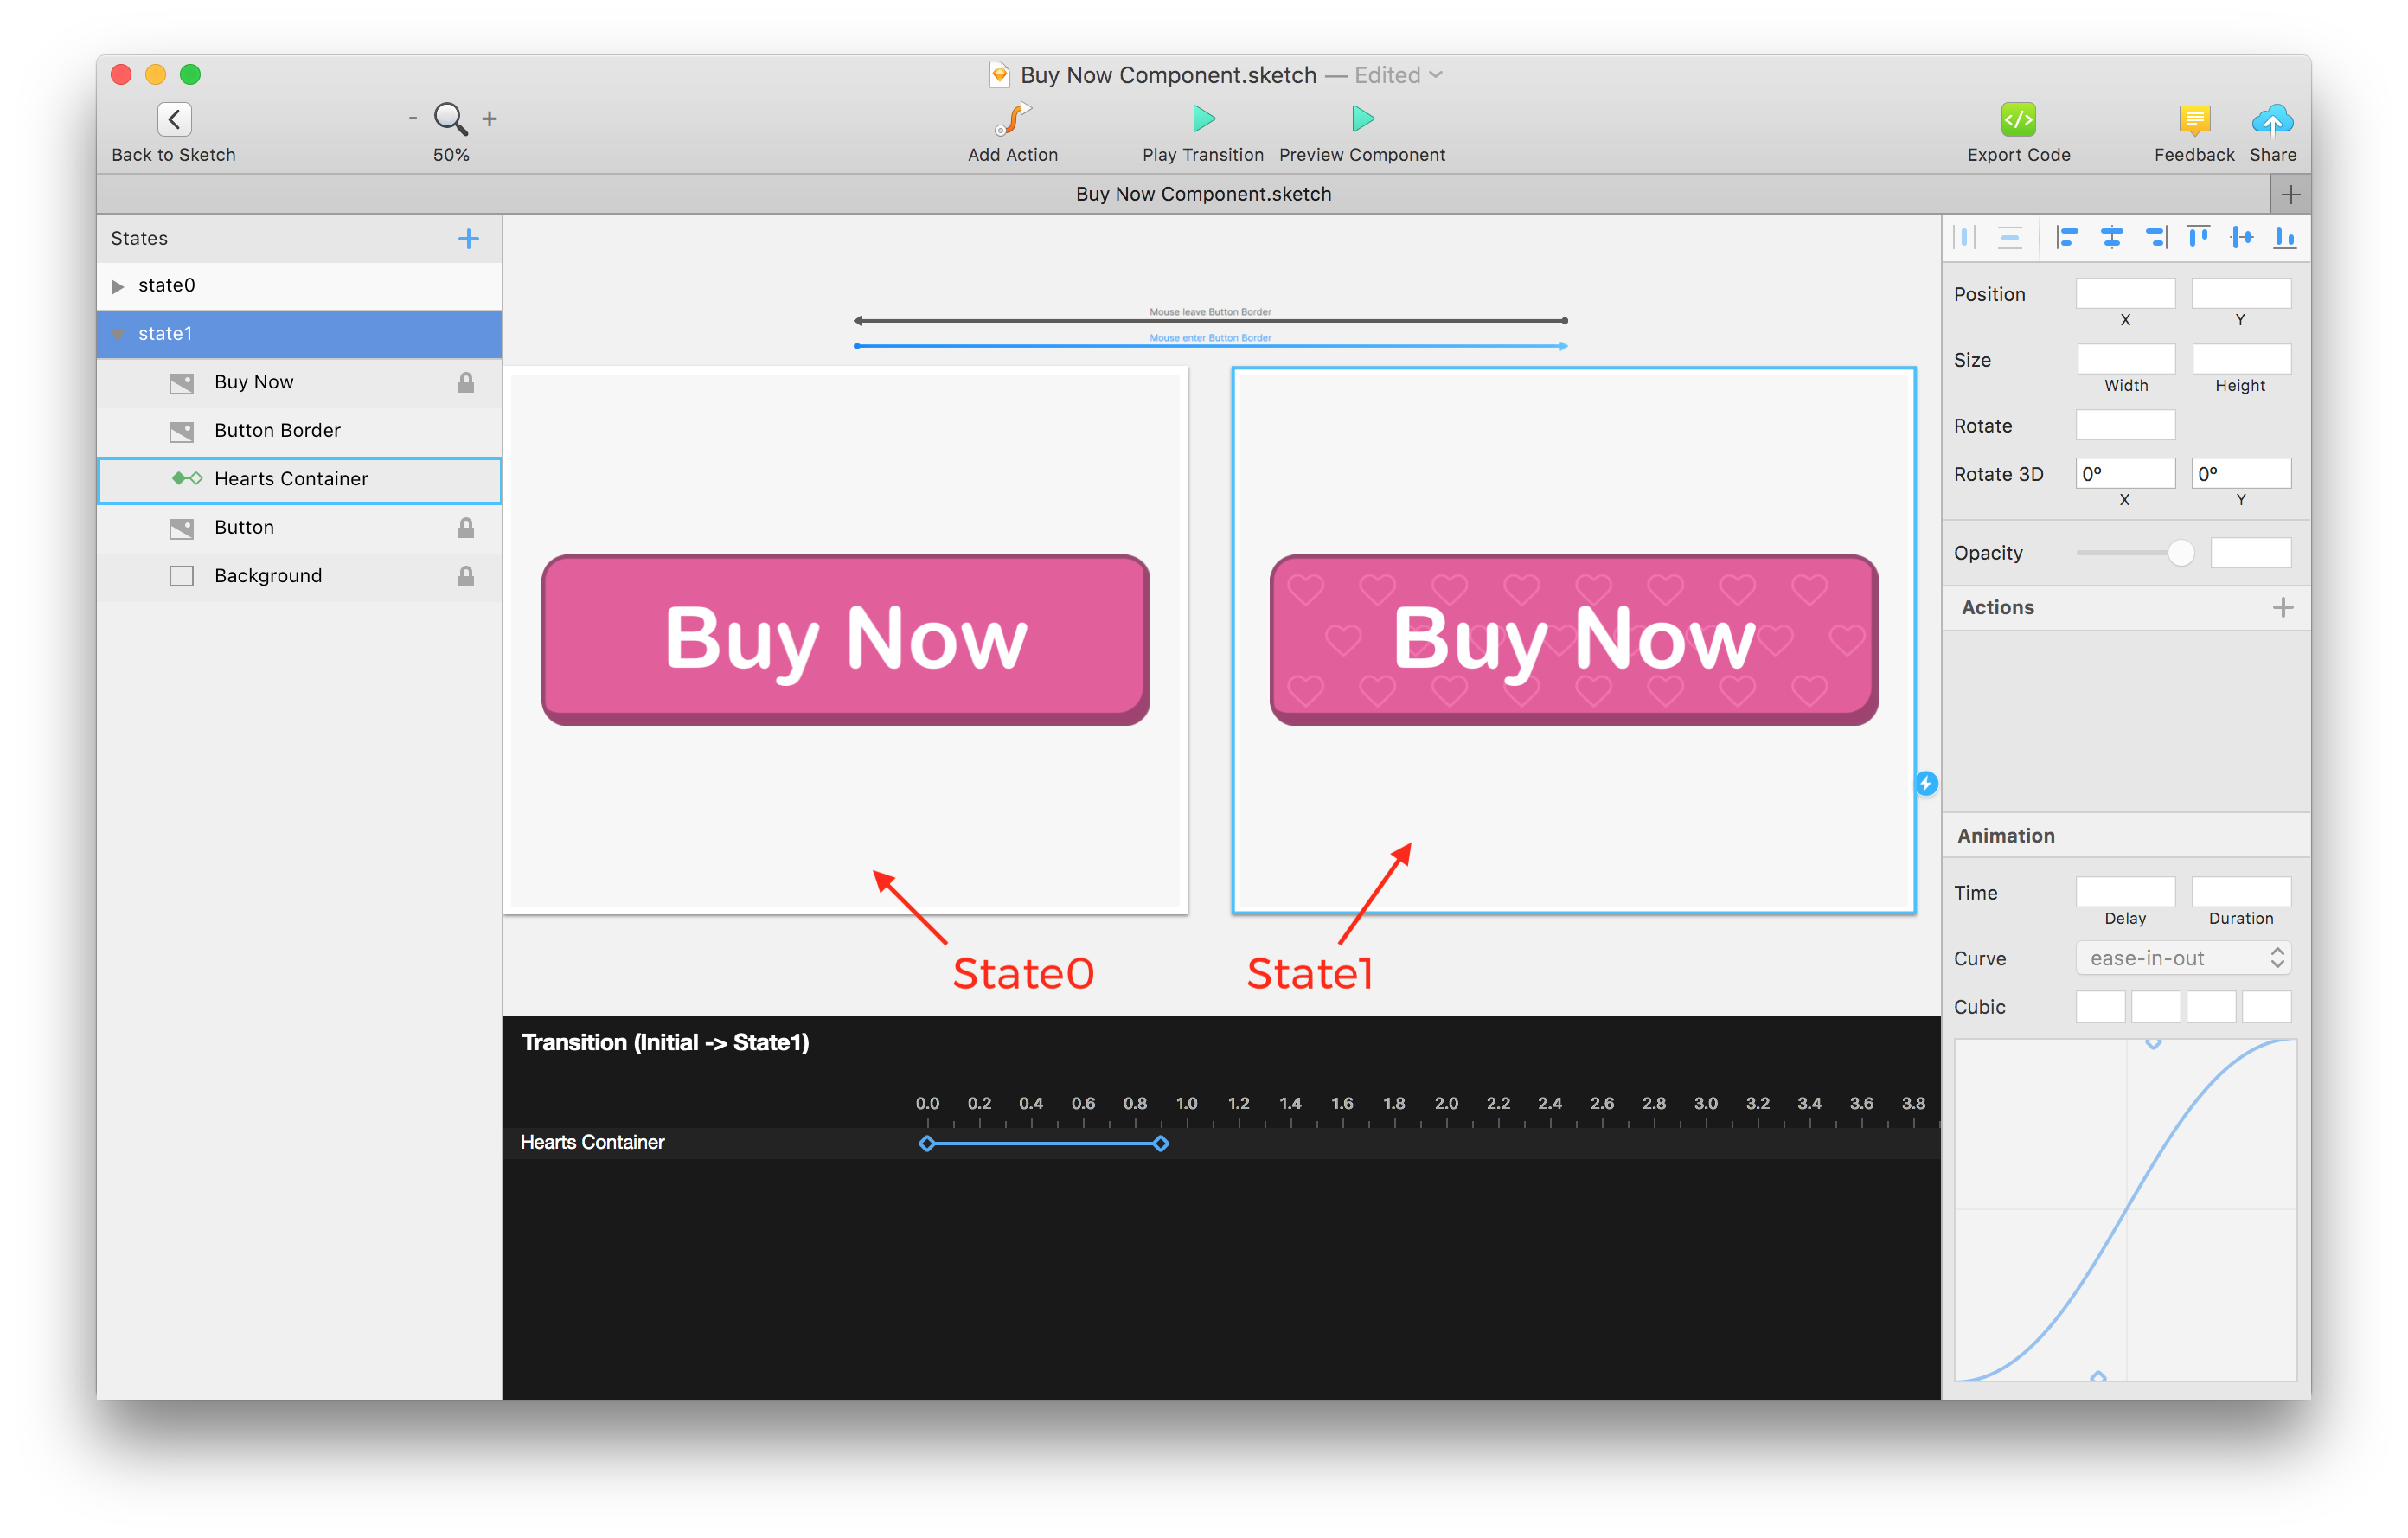 Buy Now Component.sketch — Edited
Back to Sketch
- +
50%
Add Action
Play Transition
Preview Component
Export Code
</>
Feedback
Share
Buy Now Component.sketch
+
States +
state0
state1
Buy Now
Button Border
Hearts Container
Button
Background
Mouse leave Button Border
Mouse enter Button Border
Buy Now
Buy Now
State0
State1
Transition (Initial -> State1)
0.0 0.2 0.4 0.6 0.8 1.0 1.2 1.4 1.6 1.8 2.0 2.2 2.4 2.6 2.8 3.0 3.2 3.4 3.6 3.8
Hearts Container
Position
X Y
Size
Width Height
Rotate
Rotate 3D 0º 0º
X Y
Opacity
Actions +
Animation
Time
Delay Duration
Curve ease-in-out
Cubic